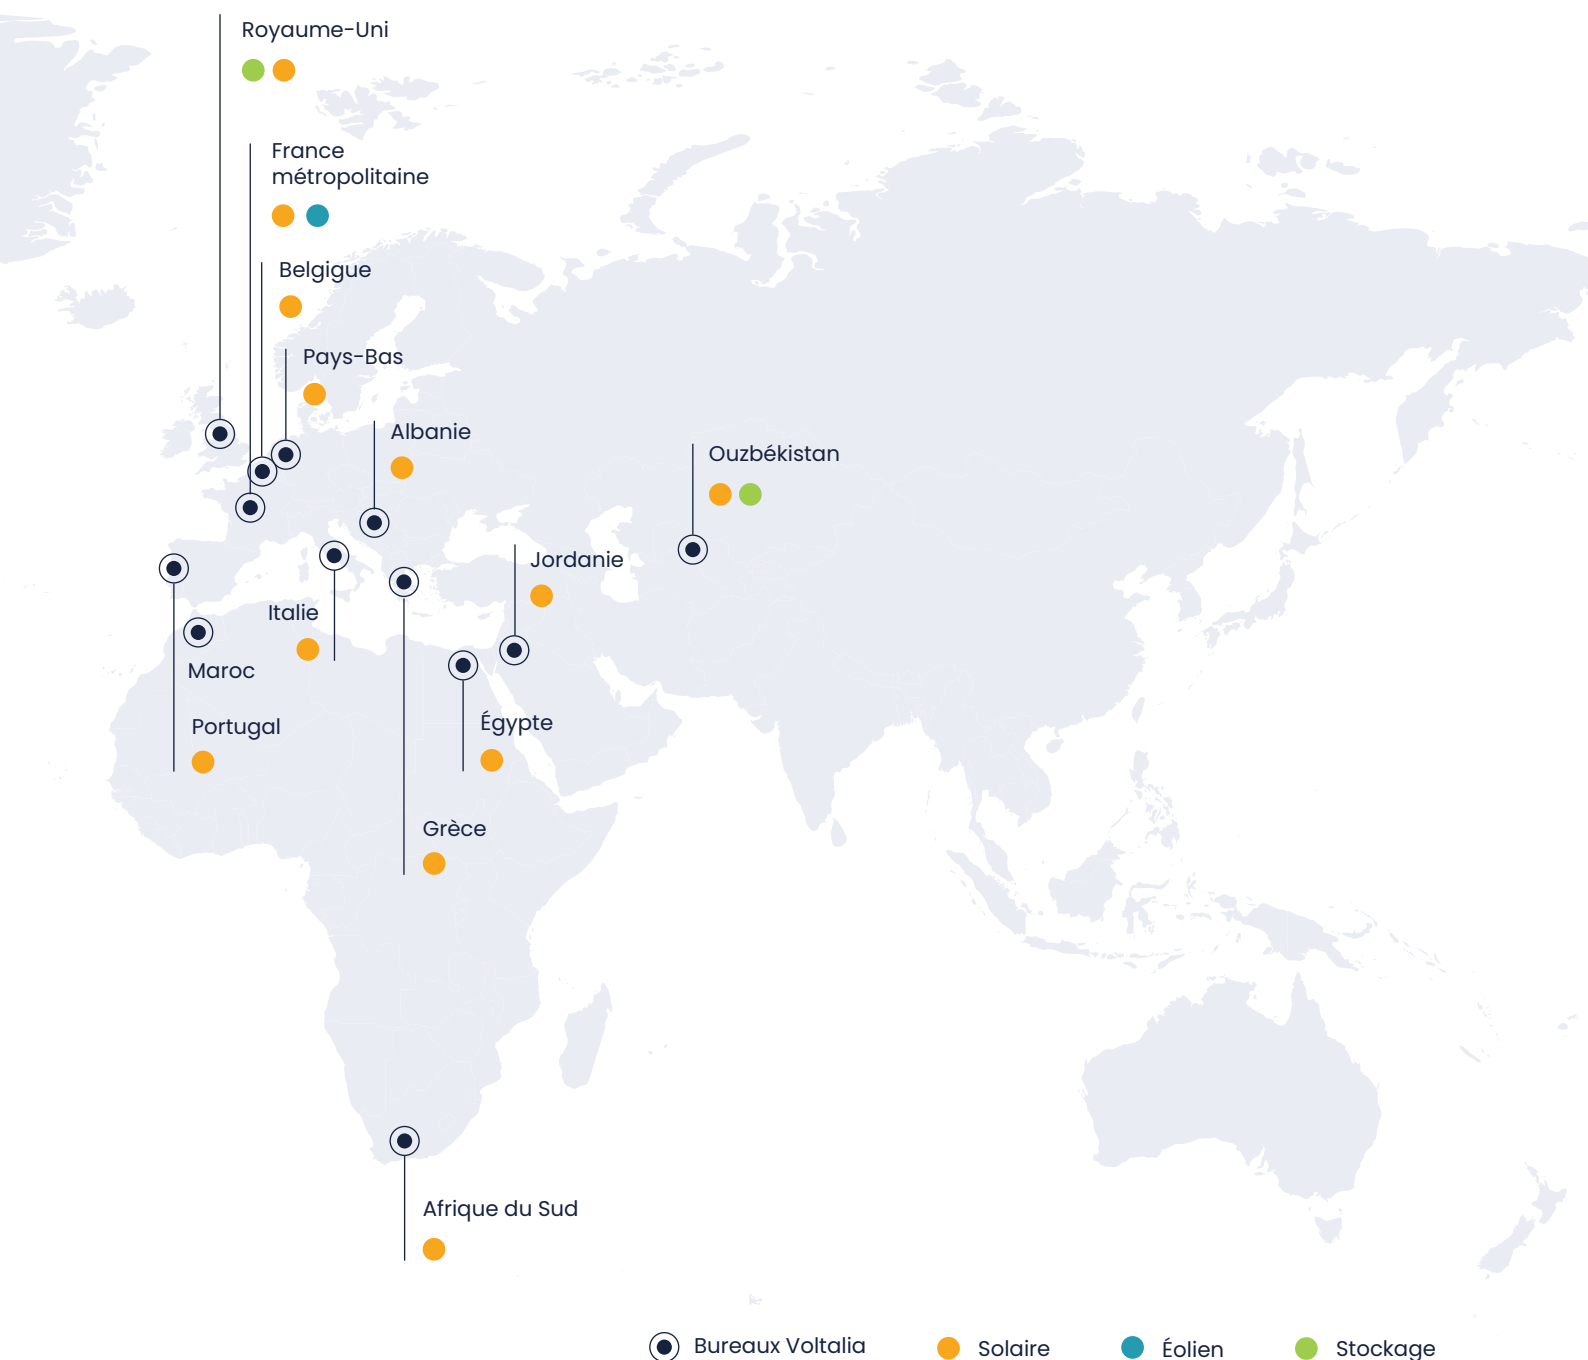 Royaume-Uni
France
métropolitaine
Belgique
Pays-Bas
Albanie
Ouzbékistan
Jordanie
Italie
Maroc
Portugal
Égypte
Grèce
Afrique du Sud
Bureaux Voltalia
Solaire
Éolien
Stockage